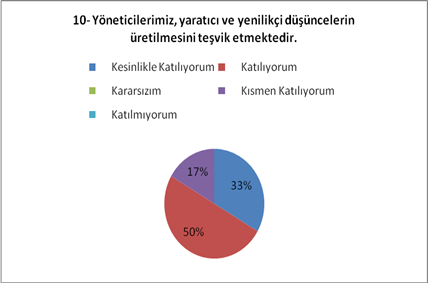 10- Yöneticilerimiz, yaratıcı ve yenilikçi düşüncelerin
üretilmesini teşvik etmektedir.
Kesinlikle Katılıyorum
Katılıyorum
Kararsızım
Kısmen Katılıyorum
Katılmıyorum
17%
33%
50%